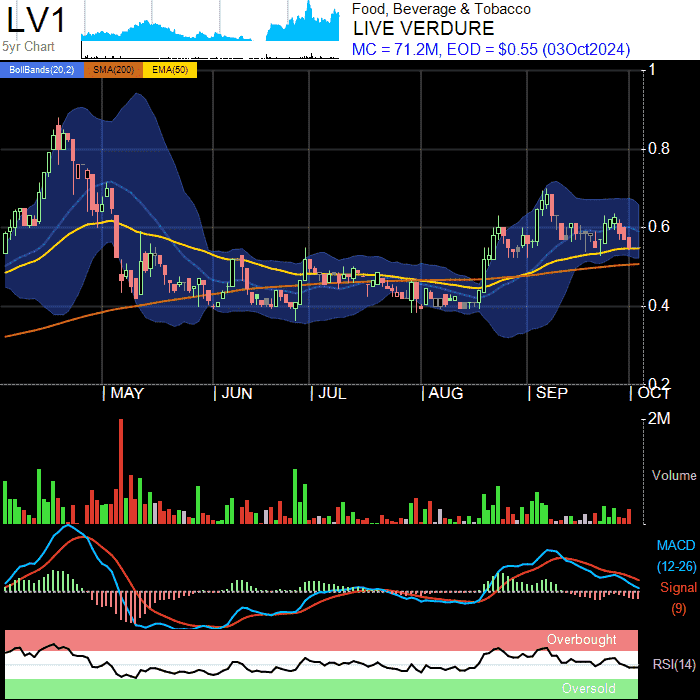 LV1
5yr Chart
Food, Beverage & Tobacco
LIVE VERDURE
MC = 71.2M, EOD = $0.55 (03Oct2024)
BollBands(20,2) SMA(200) EMA(50)
1
0.8
0.6
0.4
0.2
MAY JUN JUL AUG SEP OCT
2M
Volume
MACD
(12-26)
Signal
(9)
Overbought
RSI(14)
Oversold